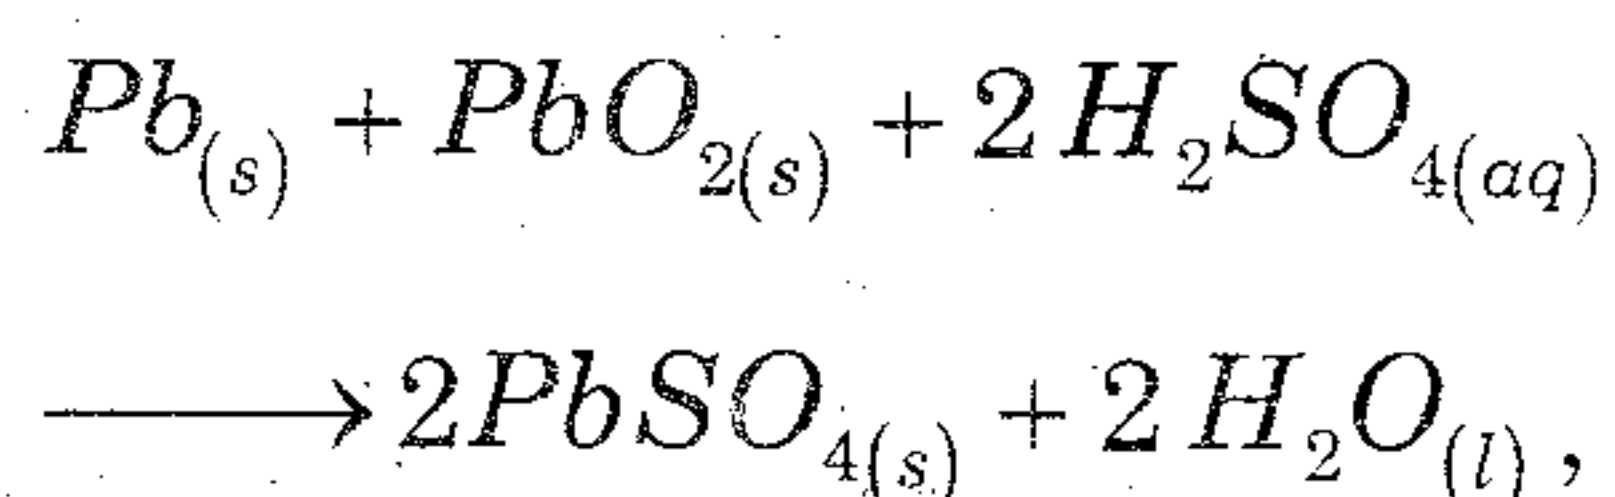 Pb(s) + PbO2(s) + 2H2SO4(aq)
⟶ 2PbSO4(s) + 2H2O(l) ,